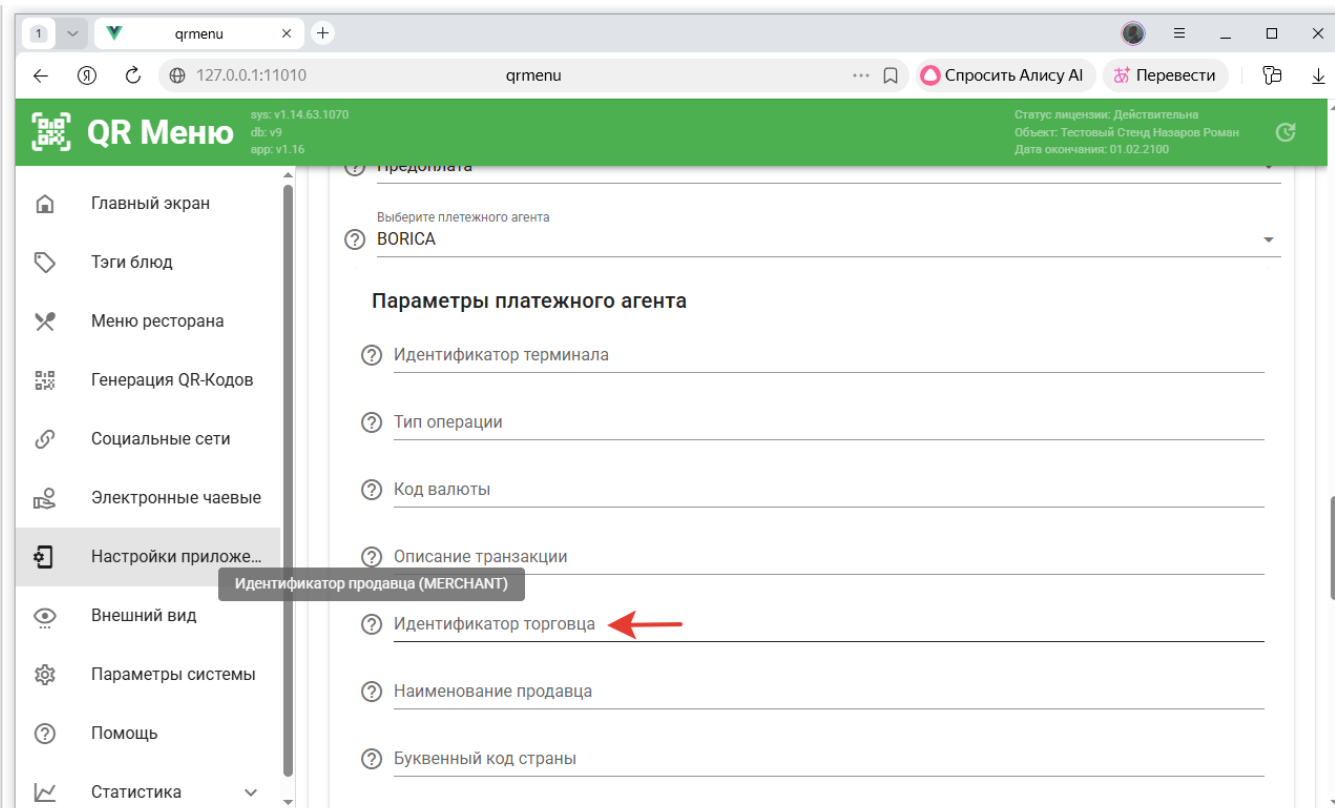 1
qrmenu
127.0.0.1:11010
qrmenu
Спросить Алису AI
Перевести
QR Меню
sys: v1.14.63.1070
db: v9
app: v1.16
Статус лицензии: Действительна
Объект: Тестовый Стенд Назаров Роман
Дата окончания: 01.02.2100
Главный экран
Тэги блюд
Меню ресторана
Генерация QR-Кодов
Социальные сети
Электронные чаевые
Настройки приложе...
Внешний вид
Параметры системы
Помощь
Статистика
Предоплата
Выберите плетежного агента
BORICA
Параметры платежного агента
Идентификатор терминала
Тип операции
Код валюты
Описание транзакции
Идентификатор продавца (MERCHANT)
Идентификатор торговца
Наименование продавца
Буквенный код страны